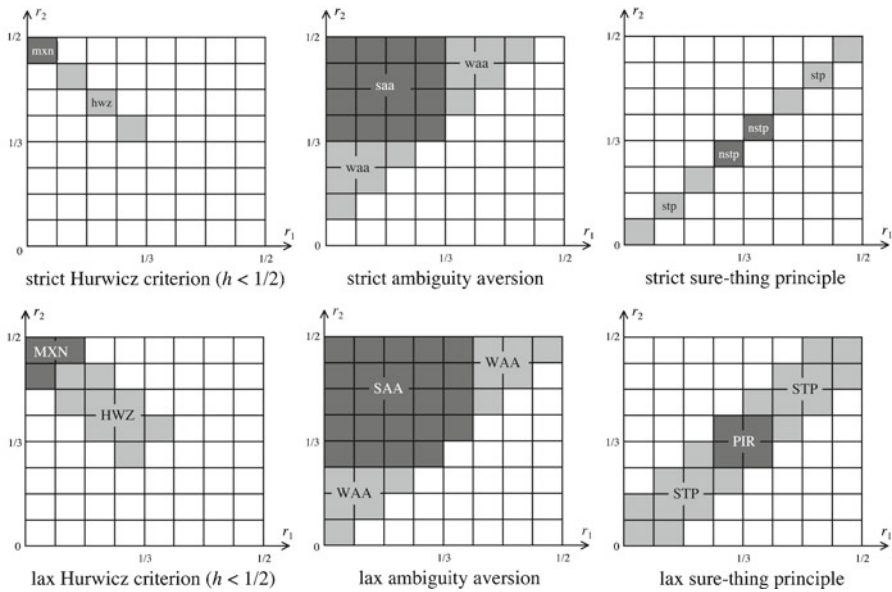 r₂
1/2
mxn
hwz
1/3
0
1/3
1/2
r₁
strict Hurwicz criterion (h < 1/2)
r₂
1/2
saa
waa
1/3
waa
0
1/3
1/2
r₁
strict ambiguity aversion
r₂
1/2
stp
nstp
1/3
nstp
stp
0
1/3
1/2
r₁
strict sure-thing principle
r₂
1/2
MXN
HWZ
1/3
0
1/3
1/2
r₁
lax Hurwicz criterion (h < 1/2)
r₂
1/2
WAA
SAA
1/3
WAA
0
1/3
1/2
r₁
lax ambiguity aversion
r₂
1/2
STP
1/3
PIR
STP
0
1/3
1/2
r₁
lax sure-thing principle